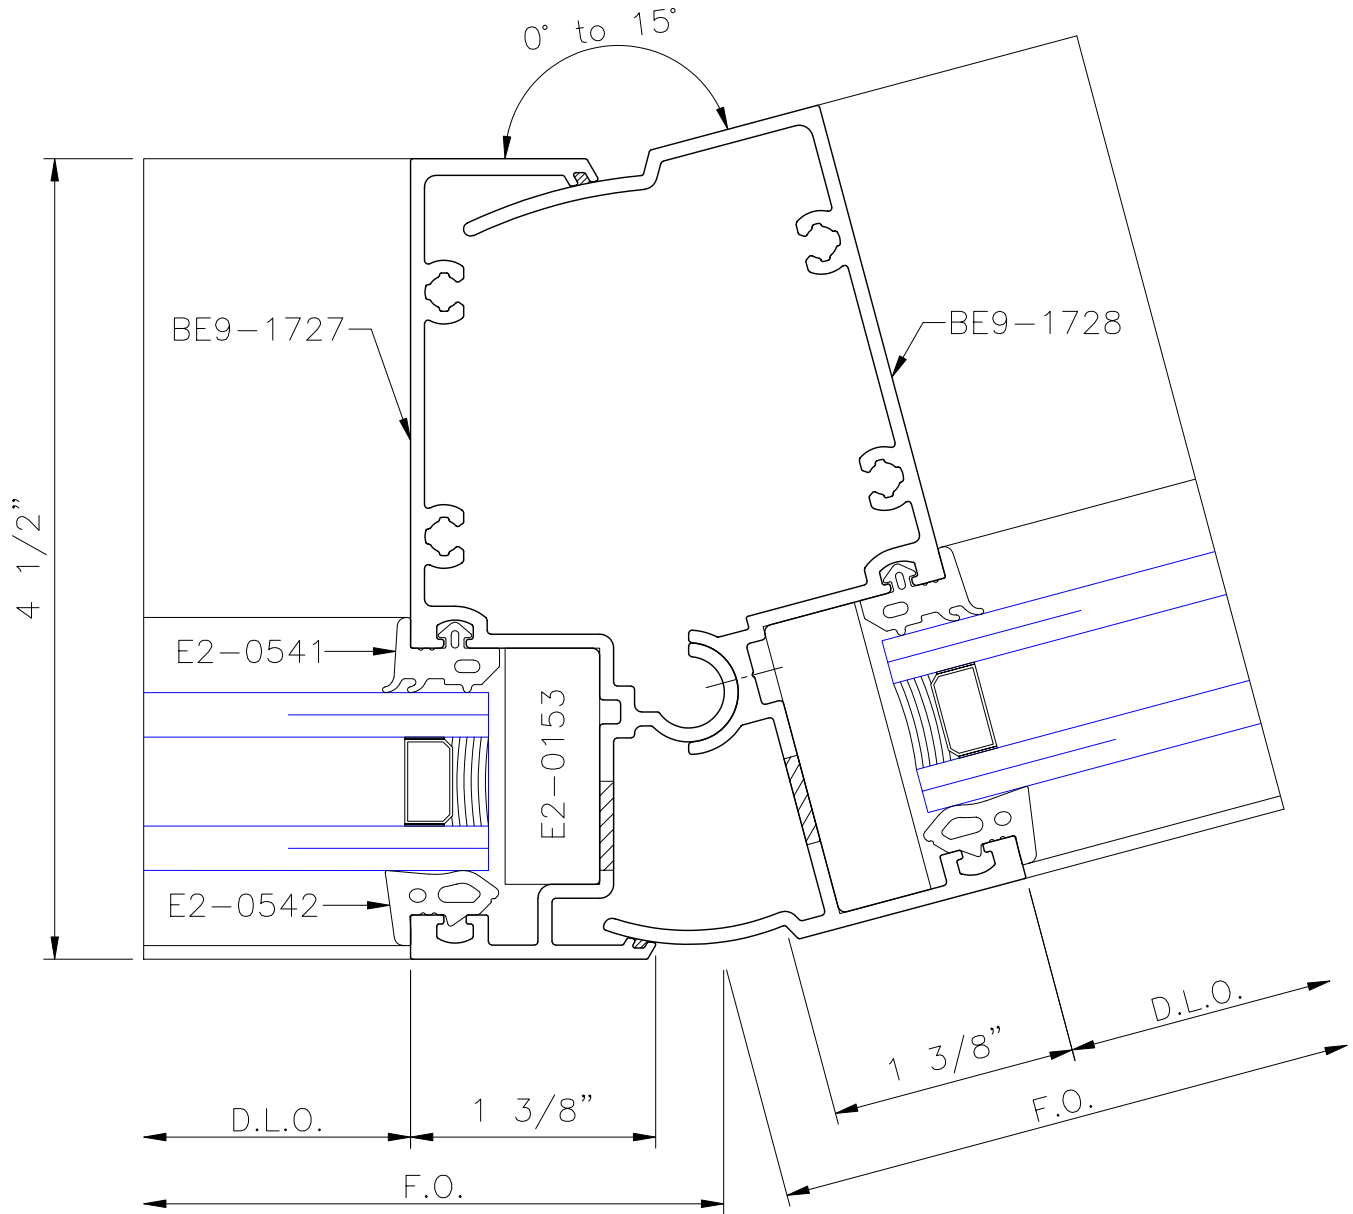 0° to 15°
BE9-1727
BE9-1728
4 1/2”
E2-0541
E2-0153
E2-0542
D.L.O.
1 3/8”
F.O.
1 3/8”
D.L.O.
F.O.